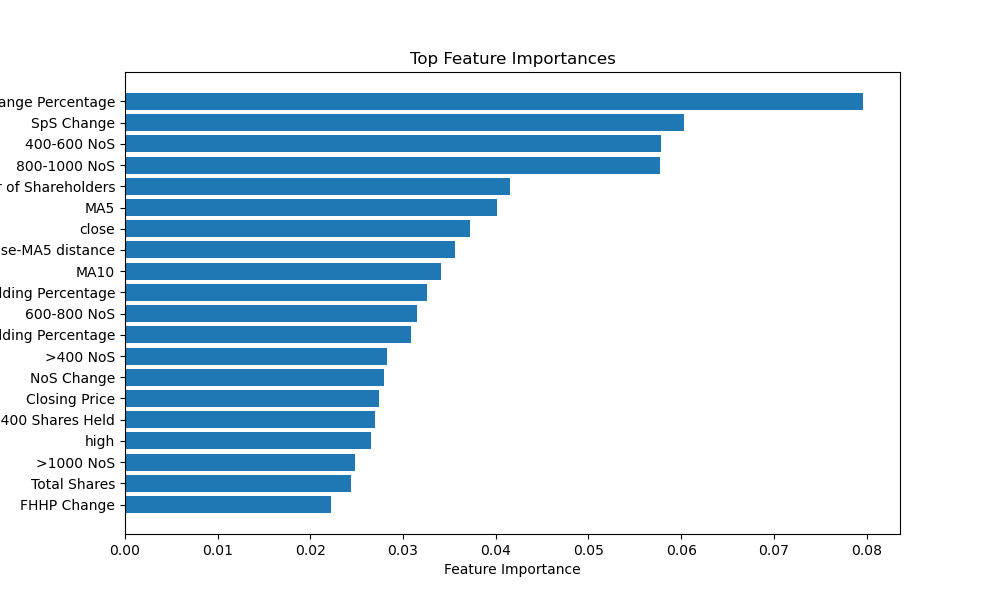 Top Feature Importances
ange Percentage
SpS Change
400-600 NoS
800-1000 NoS
r of Shareholders
MA5
close
se-MA5 distance
MA10
lding Percentage
600-800 NoS
lding Percentage
>400 NoS
NoS Change
Closing Price
400 Shares Held
high
>1000 NoS
Total Shares
FHHP Change
0.00 0.01 0.02 0.03 0.04 0.05 0.06 0.07 0.08
Feature Importance